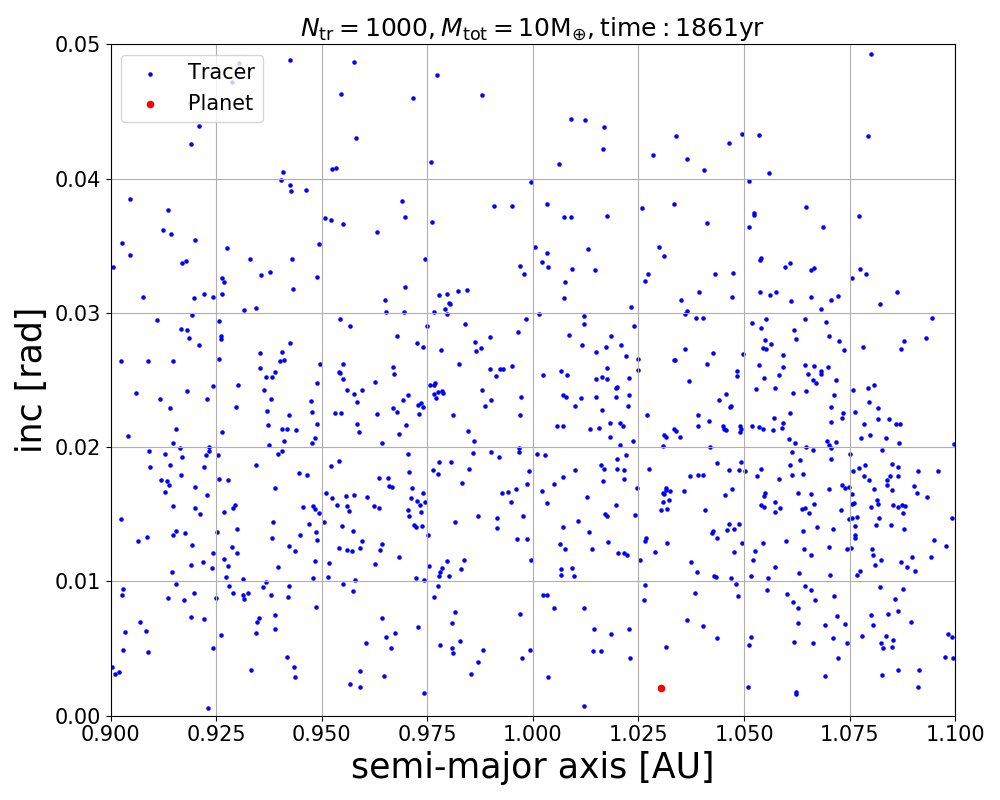 N_tr = 1000, M_tot = 10M_⊕, time : 1861yr
Tracer
Planet
0.05
0.04
0.03
0.02
0.01
0.00
inc [rad]
0.900 0.925 0.950 0.975 1.000 1.025 1.050 1.075 1.100
semi-major axis [AU]